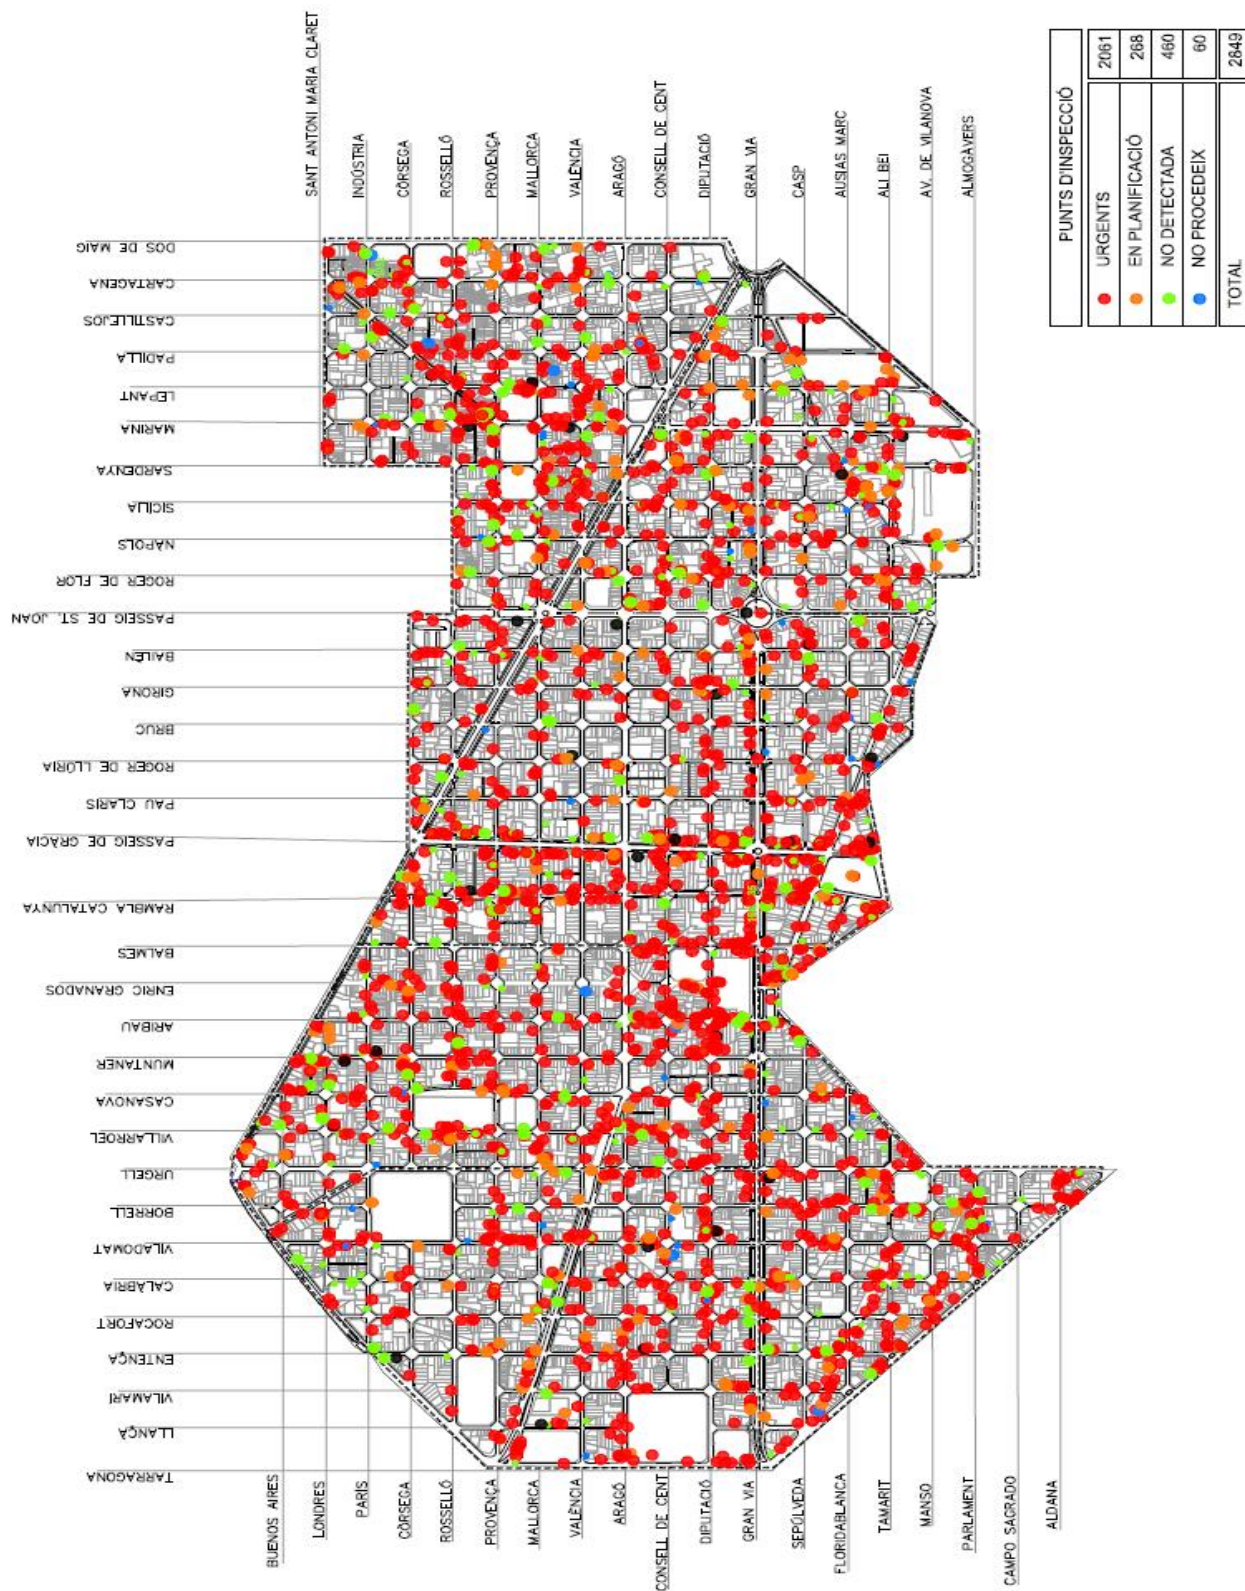 SANT ANTONI MARIA CLARET
INDÚSTRIA
CÒRSEGA
ROSSELLÓ
PROVENÇA
MALLORCA
VALÈNCIA
ARAGÓ
CONSELL DE CENT
DIPUTACIÓ
GRAN VIA
CASP
AUSIAS MARC
ALI BEI
AV. DE VILANOVA
ALMOGÀVERS
DOS DE MAIG
CARTAGENA
CASTILLEJOS
PADILLA
LEPANT
MARINA
SARDENYA
SICÍLIA
NÀPOLS
ROGER DE FLOR
PASSEIG DE ST. JOAN
BAILÈN
GIRONA
BRUC
ROGER DE LLÚRIA
PAU CLARIS
PASSEIG DE GRÀCIA
RAMBLA CATALUNYA
BALMES
ENRIC GRANADOS
ARIBAU
MUNTANER
CASANOVA
VILLARROEL
URGELL
BORRELL
VILADOMAT
CALÀBRIA
ROCAFORT
ENTENÇA
VILAMARÍ
LLANÇÀ
TARRAGONA
BUENOS AIRES
LONDRES
PARIS
CÒRSEGA
ROSSELLÓ
PROVENÇA
MALLORCA
VALÈNCIA
ARAGÓ
CONSELL DE CENT
DIPUTACIÓ
GRAN VIA
SEPÚLVEDA
FLORIDABLANCA
TAMARIT
MANSO
PARLAMENT
CAMPO SAGRADO
ALDANA
PUNTS D'INSPECCIÓ
URGENTS 2061
EN PLANIFICACIÓ 268
NO DETECTADA 460
NO PROCEDEIX 60
TOTAL 2849